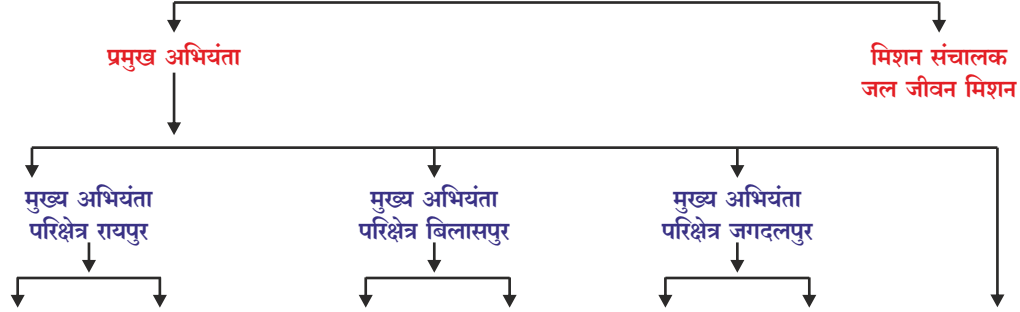 प्रमुख अभियंता
मिशन संचालक
जल जीवन मिशन
मुख्य अभियंता
परिक्षेत्र रायपुर
मुख्य अभियंता
परिक्षेत्र बिलासपुर
मुख्य अभियंता
परिक्षेत्र जगदलपुर